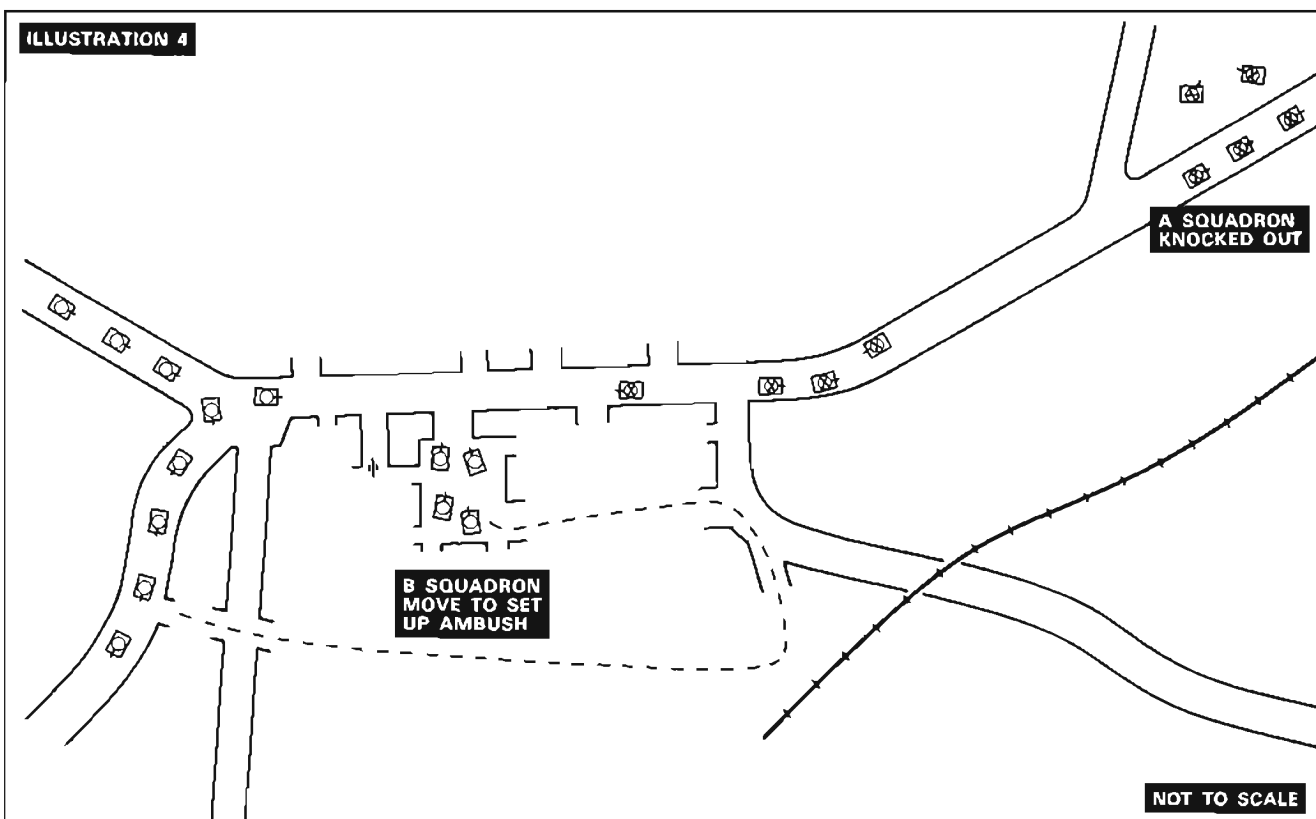 ILLUSTRATION 4
A SQUADRON
KNOCKED OUT
B SQUADRON
MOVE TO SET
UP AMBUSH
NOT TO SCALE